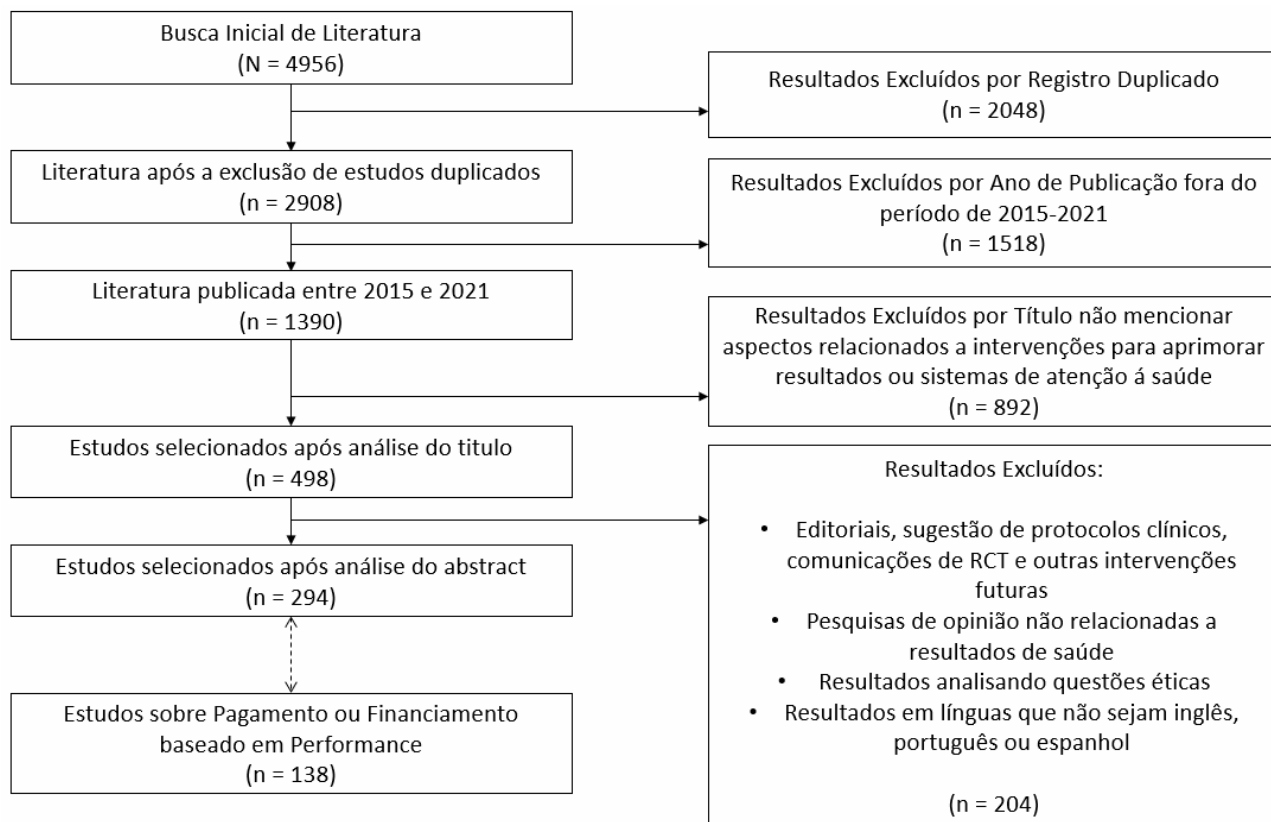 Busca Inicial de Literatura
(N = 4956)
Resultados Excluídos por Registro Duplicado
(n = 2048)
Literatura após a exclusão de estudos duplicados
(n = 2908)
Resultados Excluídos por Ano de Publicação fora do
período de 2015-2021
(n = 1518)
Literatura publicada entre 2015 e 2021
(n = 1390)
Resultados Excluídos por Título não mencionar
aspectos relacionados a intervenções para aprimorar
resultados ou sistemas de atenção á saúde
(n = 892)
Estudos selecionados após análise do titulo
(n = 498)
Resultados Excluídos:
• Editoriais, sugestão de protocolos clínicos,
comunicações de RCT e outras intervenções
futuras
• Pesquisas de opinião não relacionadas a
resultados de saúde
• Resultados analisando questões éticas
• Resultados em línguas que não sejam inglês,
português ou espanhol
(n = 204)
Estudos selecionados após análise do abstract
(n = 294)
Estudos sobre Pagamento ou Financiamento
baseado em Performance
(n = 138)